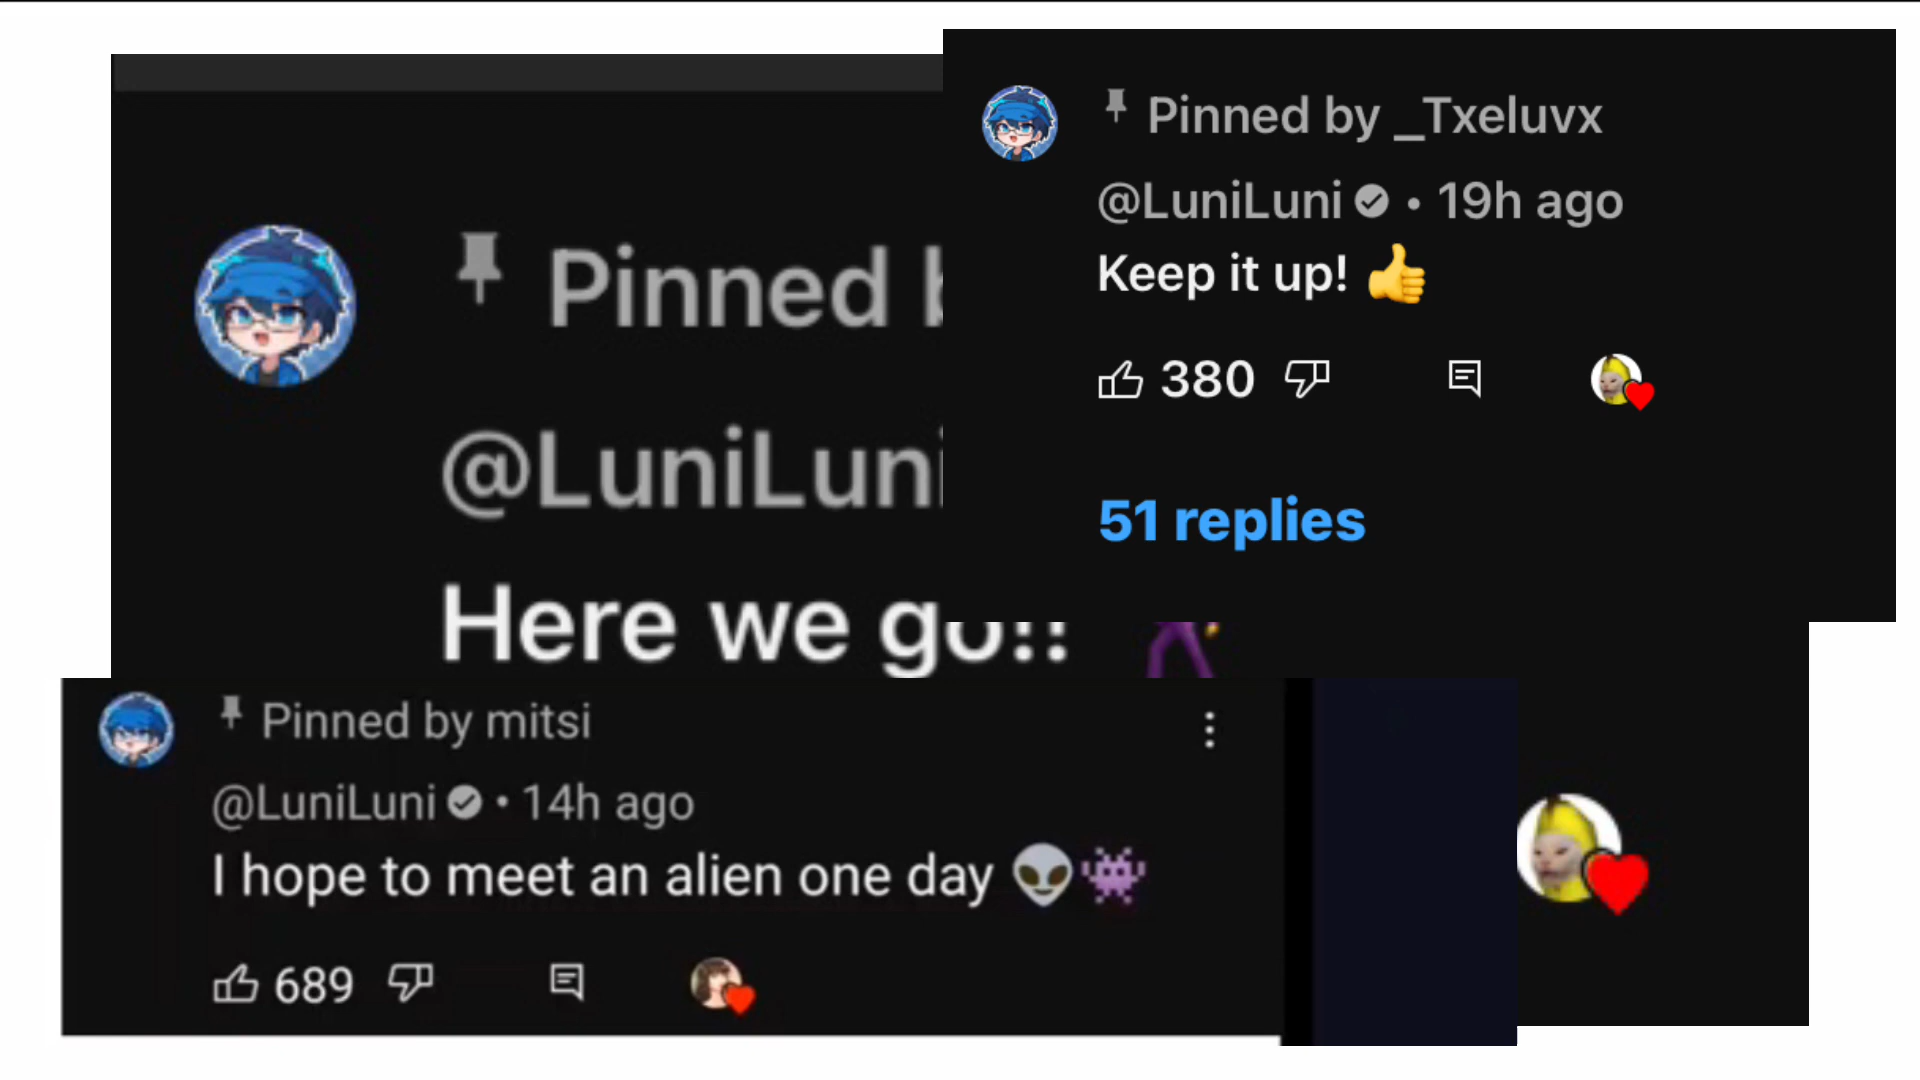 Pinned by _Txeluvx
@LuniLuni • 19h ago
Keep it up! 👍
380
51 replies
Pinned
@LuniLuni
Here we go!!
Pinned by mitsi
@LuniLuni • 14h ago
I hope to meet an alien one day 👽👾
689